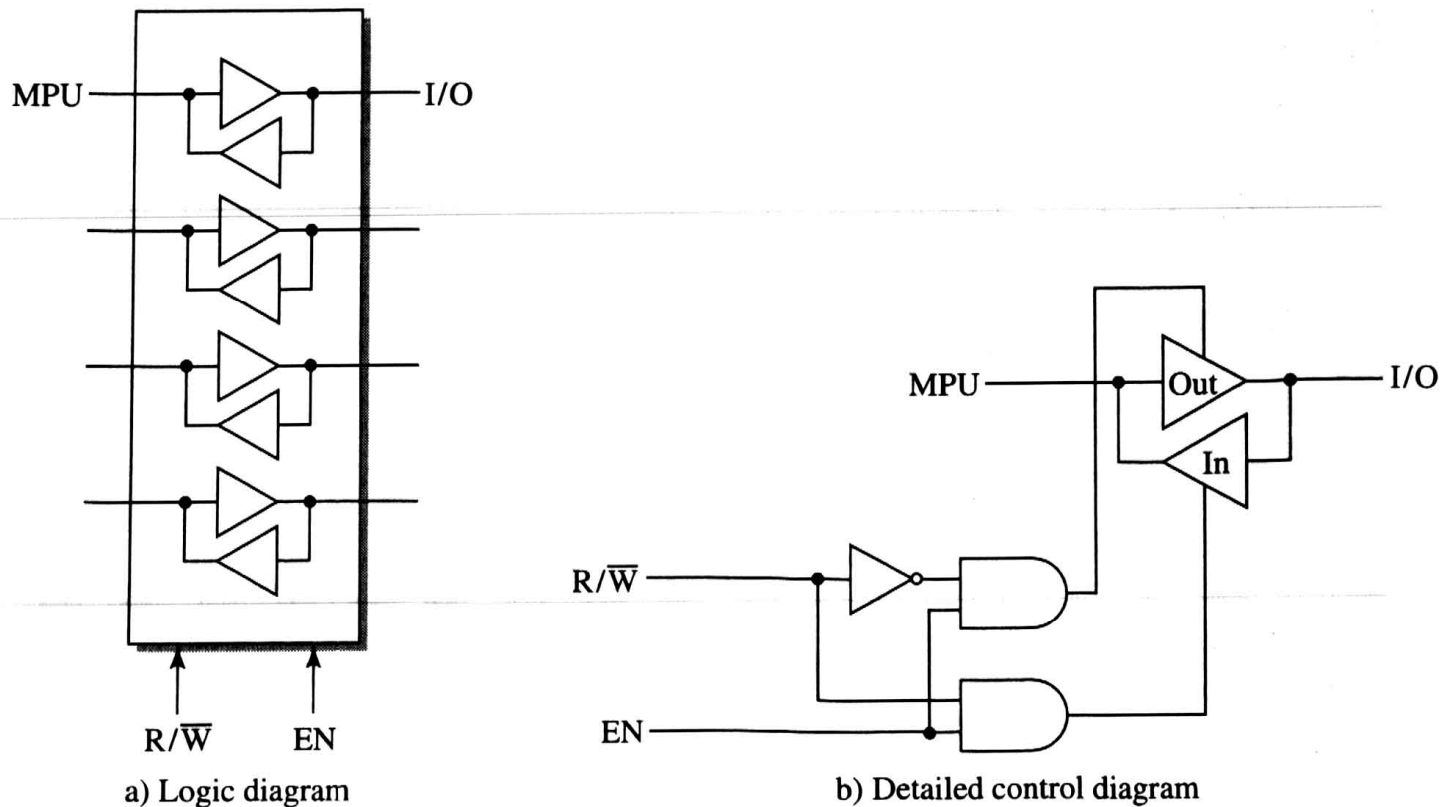 MPU
I/O
R/W̅
EN
a) Logic diagram
MPU
Out
I/O
In
R/W̅
EN
b) Detailed control diagram